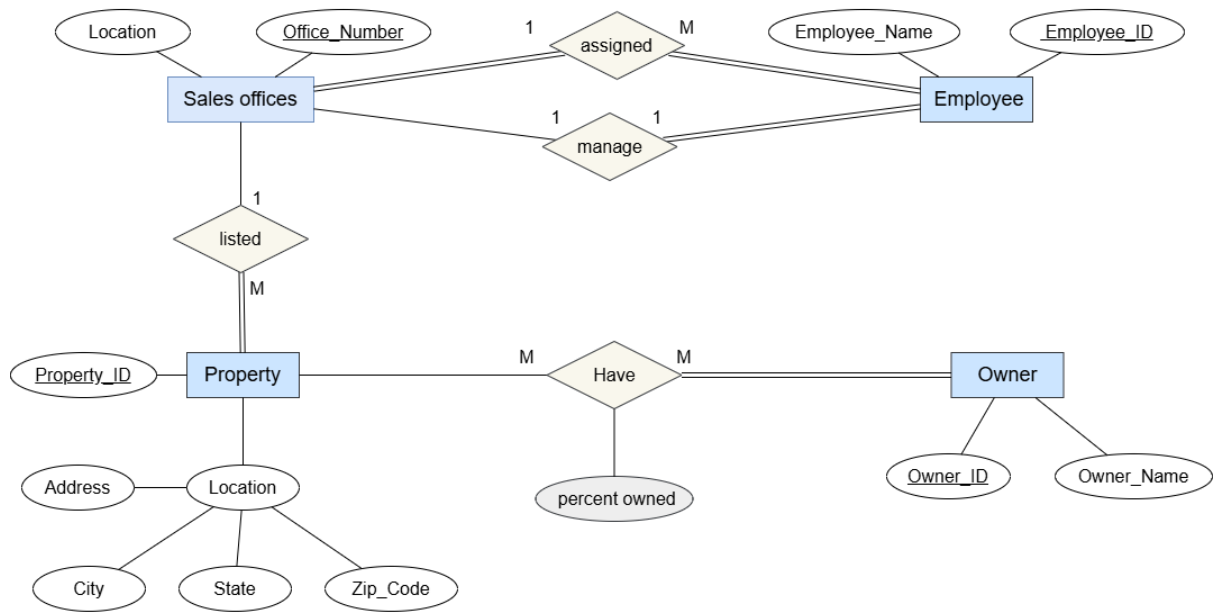 Location
Office_Number
1
assigned
M
Employee_Name
Employee_ID
Sales offices
Employee
1
manage
1
1
listed
M
Property_ID
Property
M
Have
M
Owner
Address
Location
percent owned
Owner_ID
Owner_Name
City
State
Zip_Code